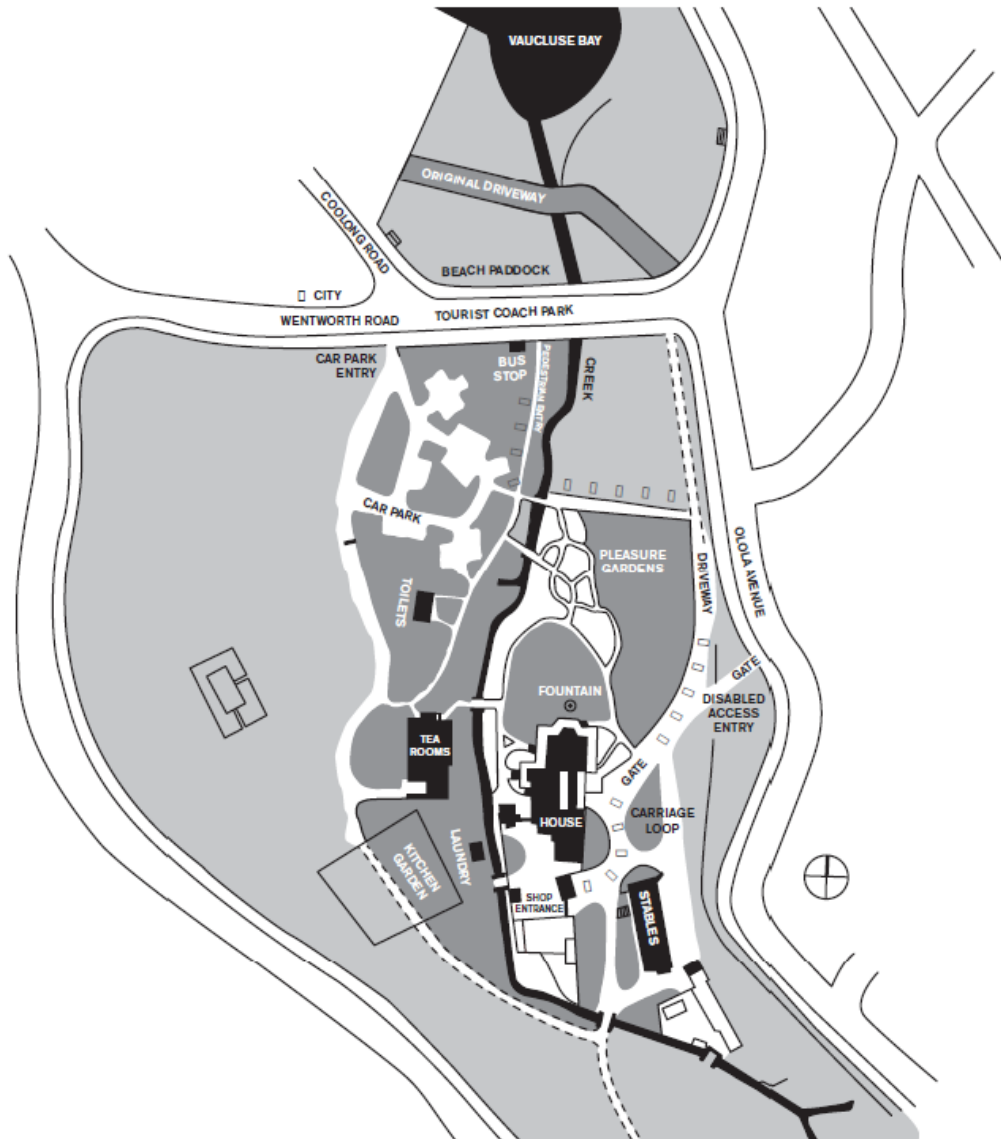 VAUCLUSE BAY
ORIGINAL DRIVEWAY
COOLONG ROAD
BEACH PADDOCK
CITY
WENTWORTH ROAD
TOURIST COACH PARK
CAR PARK
ENTRY
BUS
STOP
PEDESTRIAN ENTRY
CREEK
CAR PARK
PLEASURE
GARDENS
DRIVEWAY
OLOLA AVENUE
TOILETS
GATE
FOUNTAIN
DISABLED
ACCESS
ENTRY
TEA
ROOMS
GATE
HOUSE
CARRIAGE
LOOP
LAUNDRY
KITCHEN
GARDEN
SHOP
ENTRANCE
STABLES